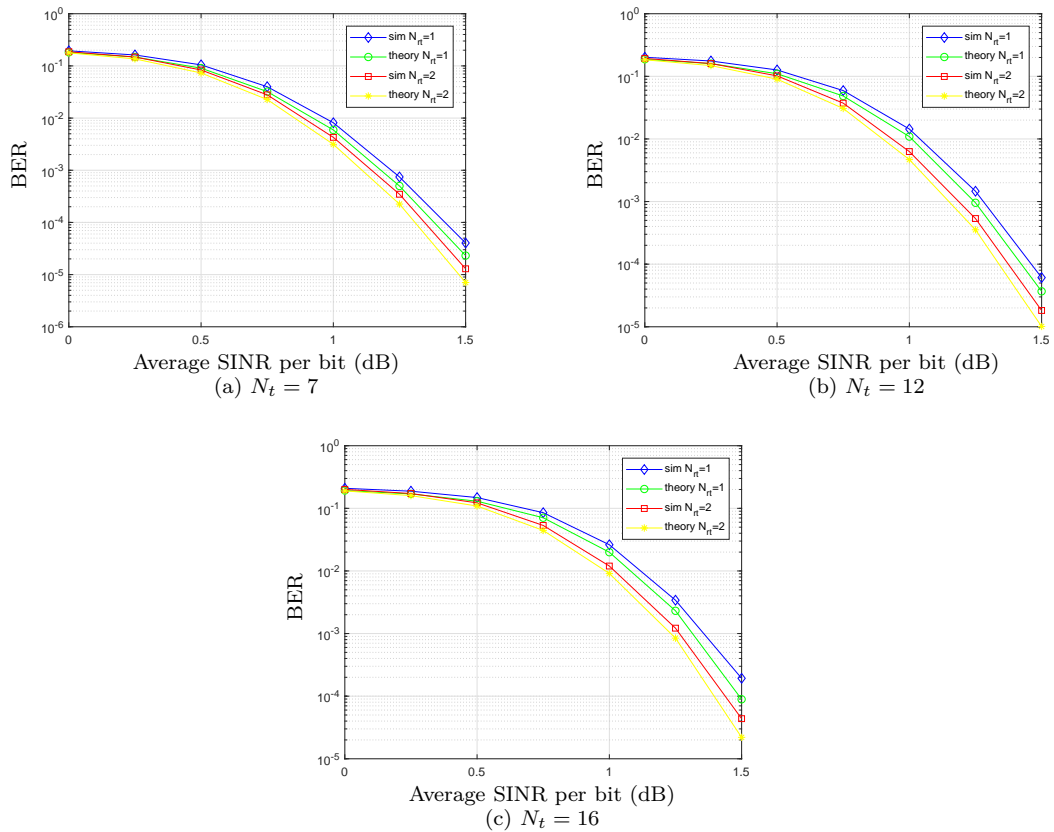 10^0
10^-1
10^-2
10^-3
10^-4
10^-5
10^-6
BER
0 0.5 1 1.5
Average SINR per bit (dB)
sim N_rt=1
theory N_rt=1
sim N_rt=2
theory N_rt=2
(a) N_t = 7
10^0
10^-1
10^-2
10^-3
10^-4
10^-5
BER
0 0.5 1 1.5
Average SINR per bit (dB)
sim N_rt=1
theory N_rt=1
sim N_rt=2
theory N_rt=2
(b) N_t = 12
10^0
10^-1
10^-2
10^-3
10^-4
10^-5
BER
0 0.5 1 1.5
Average SINR per bit (dB)
sim N_rt=1
theory N_rt=1
sim N_rt=2
theory N_rt=2
(c) N_t = 16